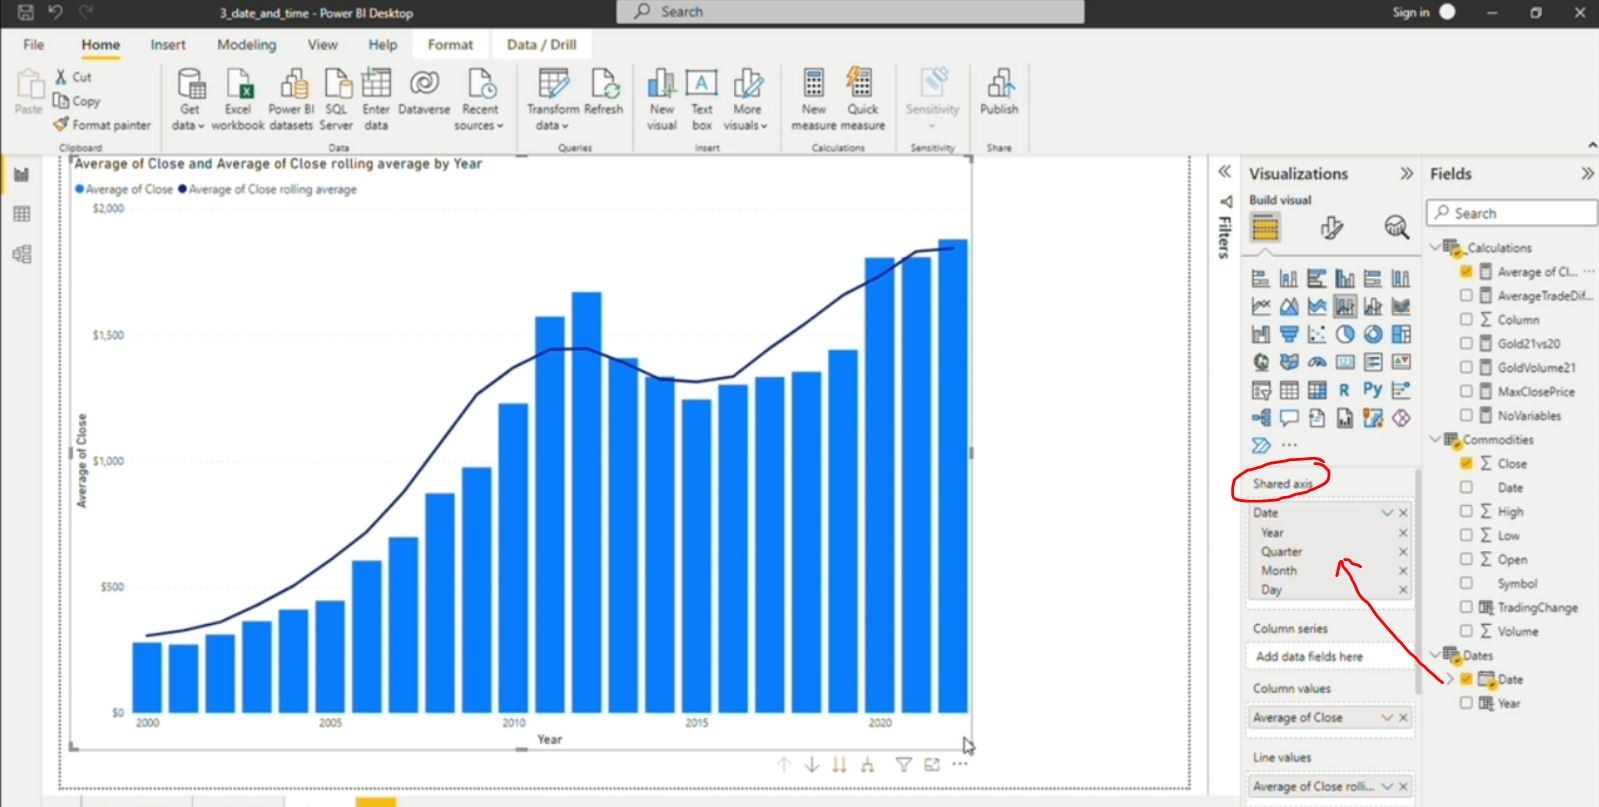 3_date_and_time - Power BI Desktop
Search
Sign in
File Home Insert Modeling View Help Format Data / Drill
Paste
Cut
Copy
Format painter
Clipboard
Get data
Excel workbook
Power BI datasets
SQL Server
Enter data
Dataverse
Recent sources
Data
Transform data
Refresh
Queries
New visual
Text box
More visuals
Insert
New measure
Quick measure
Calculations
Sensitivity
Sensitivity
Publish
Share
Average of Close and Average of Close rolling average by Year
Average of Close Average of Close rolling average
$2,000
$1,500
$1,000
$500
$0
Average of Close
2000 2005 2010 2015 2020
Year
Filters
Visualizations
Build visual
R Py
Shared axis
Date
Year
Quarter
Month
Day
Column series
Add data fields here
Column values
Average of Close
Line values
Average of Close rolli...
Fields
Search
_Calculations
Average of Cl...
AverageTradeDif...
Column
Gold21vs20
GoldVolume21
MaxClosePrice
NoVariables
Commodities
Close
Date
High
Low
Open
Symbol
TradingChange
Volume
Dates
Date
Year